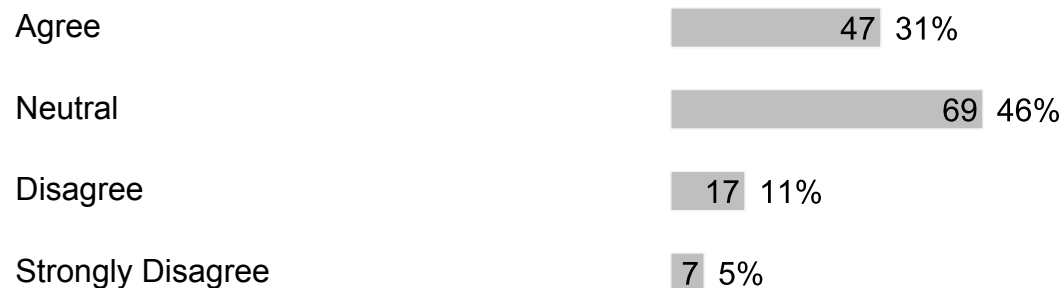 Agree 47 31%
Neutral 69 46%
Disagree 17 11%
Strongly Disagree 7 5%